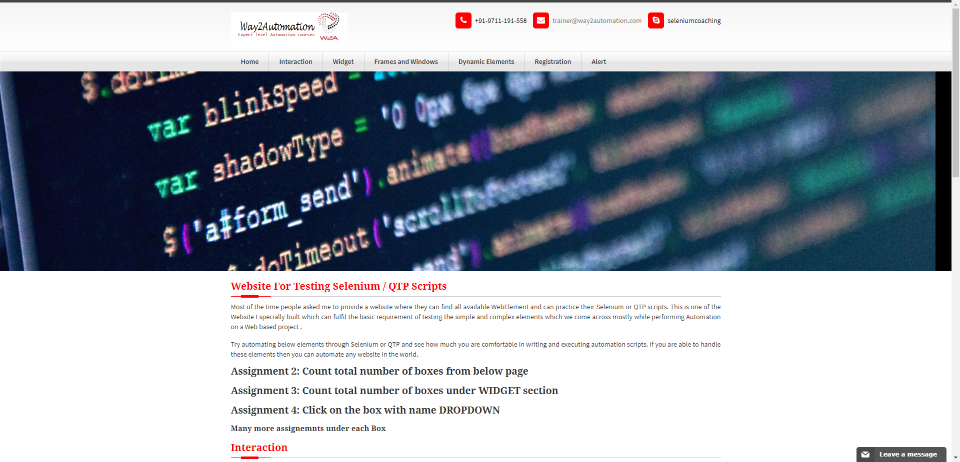 Way2Automation
Expert level Automation courses
W2A
+91-9711-191-558
trainer@way2automation.com
seleniumcoaching
Home
Interaction
Widget
Frames and Windows
Dynamic Elements
Registration
Alert
$.doTim
var blinkSpeed =
var shadowType = '0 0px 6px
$('a#form_send').animate
$.doTimeout('scroll
Website For Testing Selenium / QTP Scripts
Most of the time people asked me to provide a website where they can find all available WebElement and can practice their Selenium or QTP scripts. This is one of the
Website I specially built which can fulfil the basic requirement of testing the simple and complex elements which we come across mostly while performing Automation
on a Web based project .
Try automating below elements through Selenium or QTP and see how much you are comfortable in writing and executing automation scripts. If you are able to handle
these elements then you can automate any website in the world.
Assignment 2: Count total number of boxes from below page
Assignment 3: Count total number of boxes under WIDGET section
Assignment 4: Click on the box with name DROPDOWN
Many more assignemnts under each Box
Interaction
Leave a message